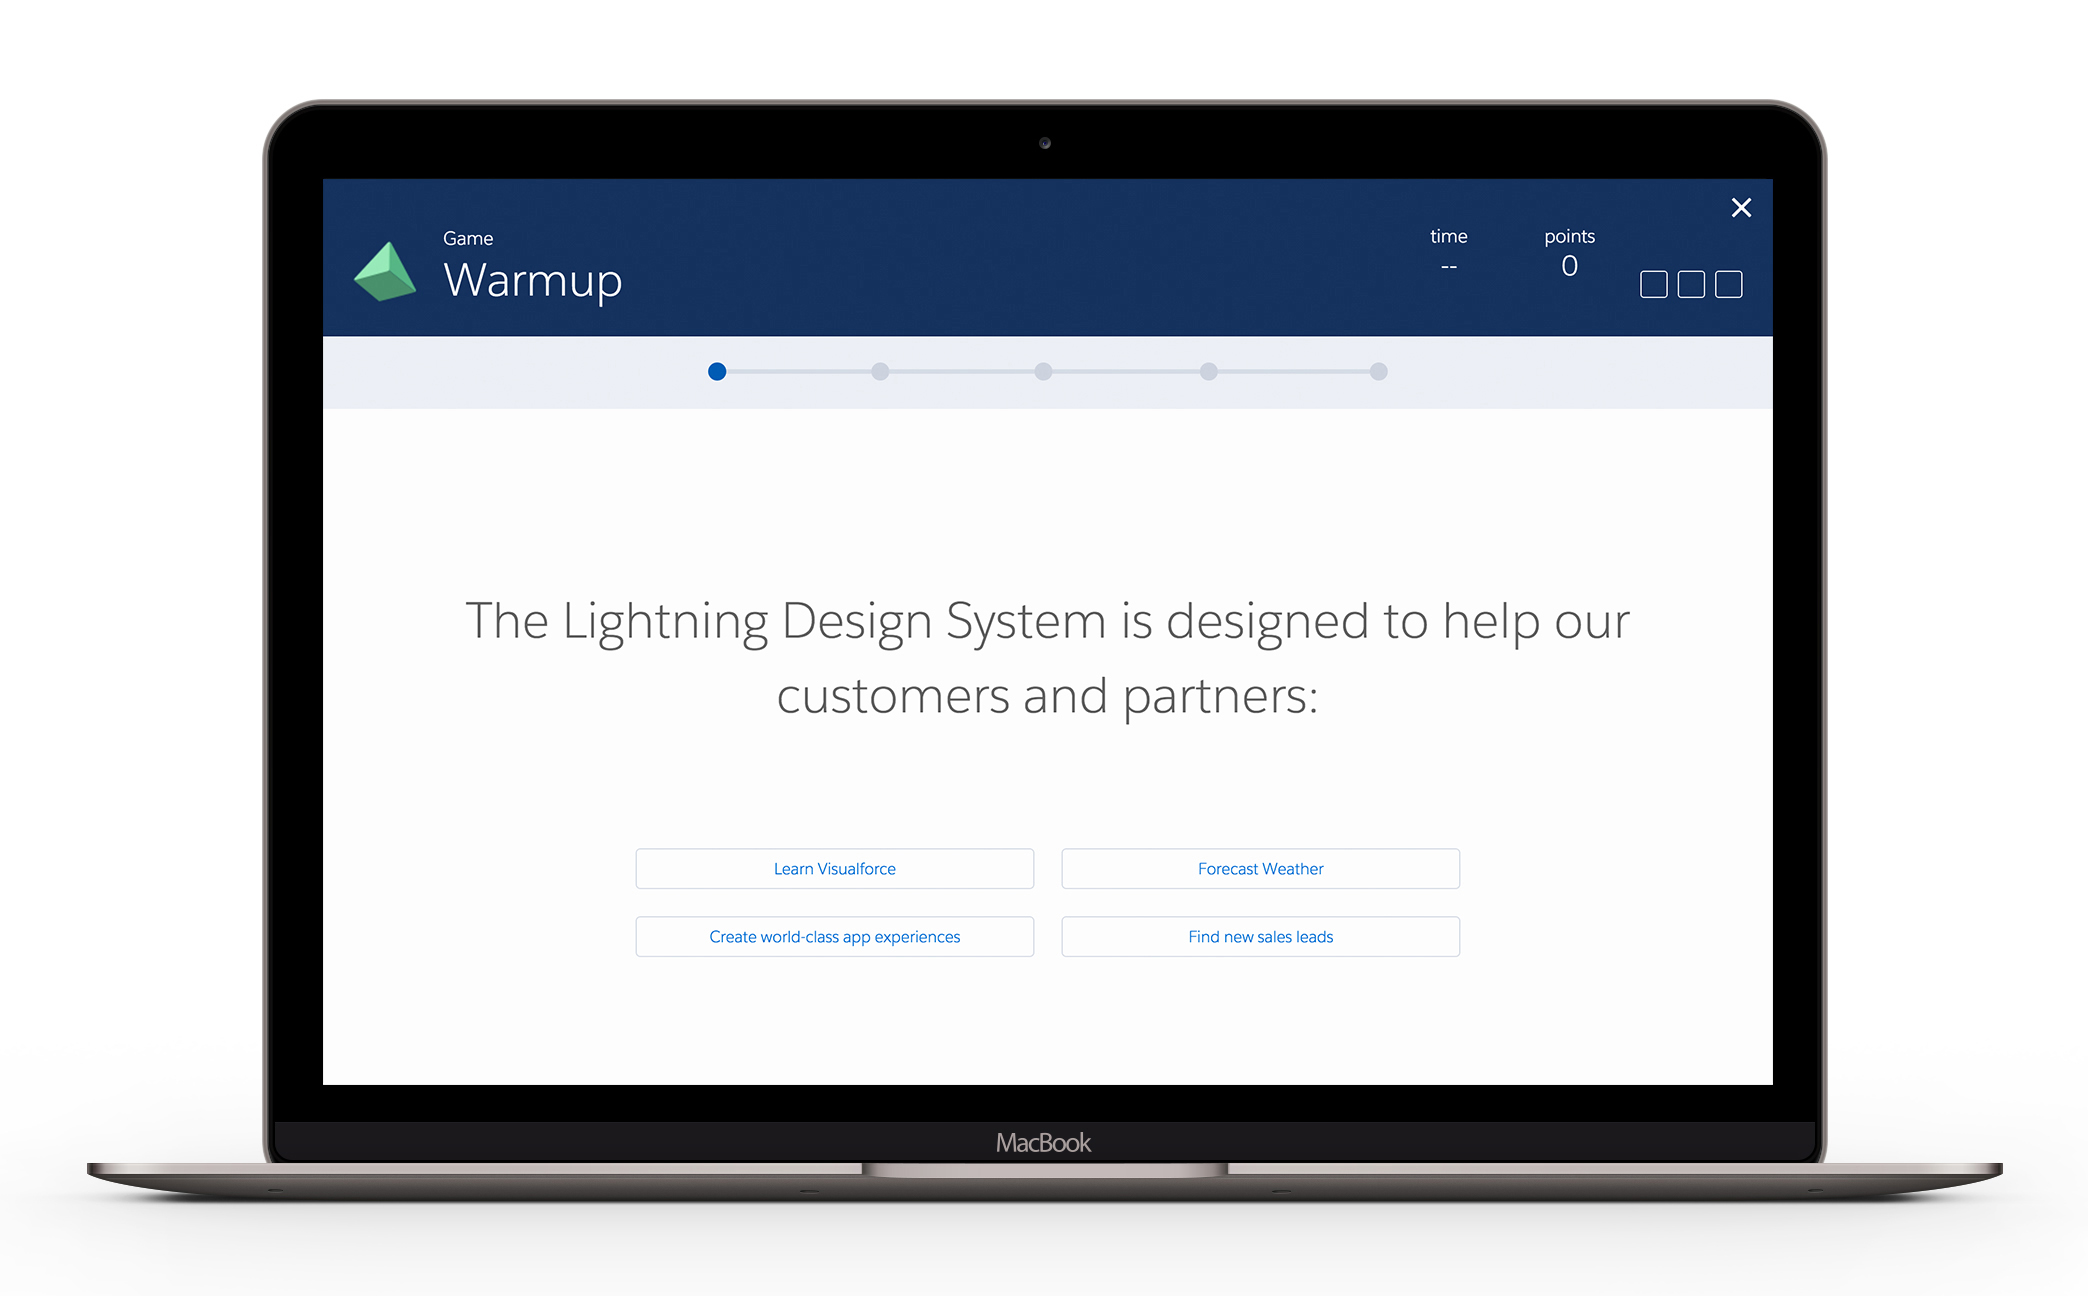 Game
Warmup
time
--
points
0
The Lightning Design System is designed to help our
customers and partners:
Learn Visualforce
Forecast Weather
Create world-class app experiences
Find new sales leads
MacBook